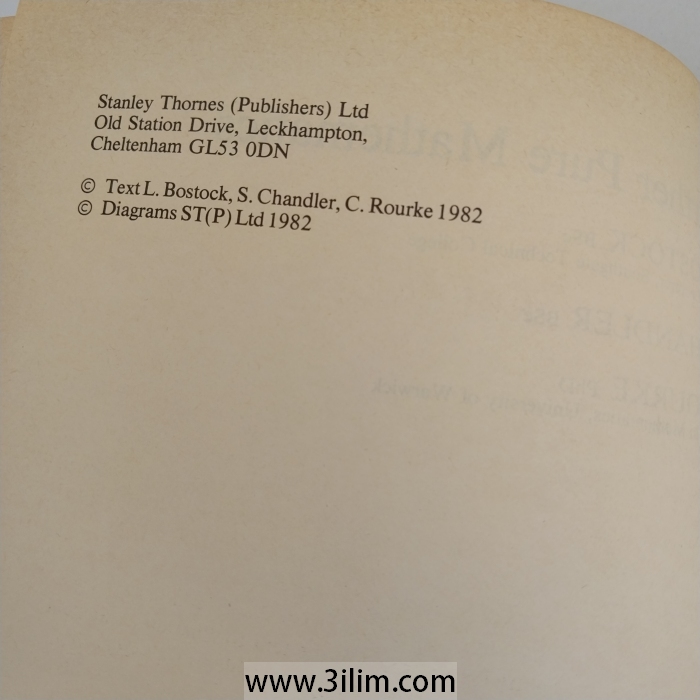 Stanley Thornes (Publishers) Ltd
Old Station Drive, Leckhampton,
Cheltenham GL53 0DN
© Text L. Bostock, S. Chandler, C. Rourke 1982
© Diagrams ST(P) Ltd 1982
www.3ilim.com